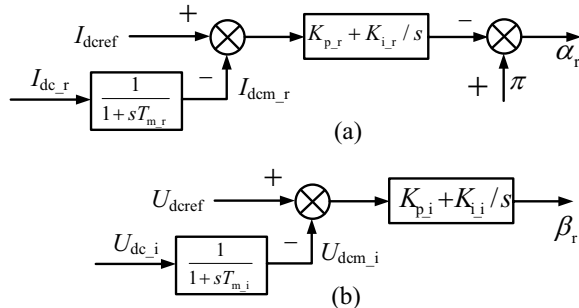 I_dcref + K_p_r + K_i_r/s − α_r
I_dc_r 1/(1+sT_m_r) − I_dcm_r + π
(a)
U_dcref + K_p_i + K_i_i/s β_r
U_dc_i 1/(1+sT_m_i) − U_dcm_i
(b)